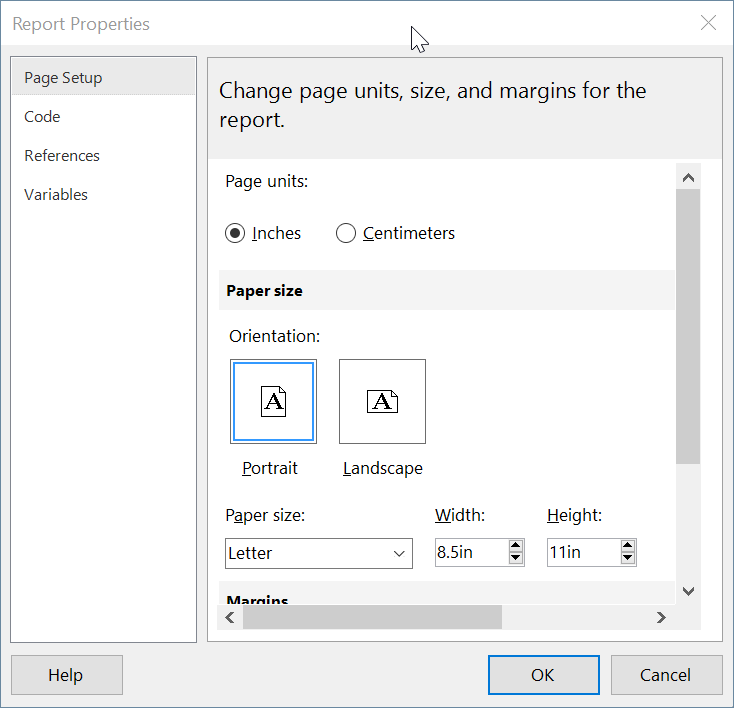 Report Properties
Page Setup
Code
References
Variables
Change page units, size, and margins for the
report.
Page units:
Inches
Centimeters
Paper size
Orientation:
A
A
Portrait
Landscape
Paper size:
Width:
Height:
Letter
8.5in
11in
Margins
Help
OK
Cancel